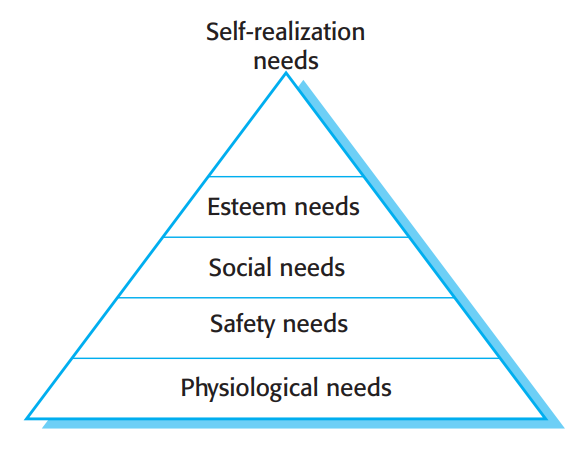 Self-realization
needs
Esteem needs
Social needs
Safety needs
Physiological needs